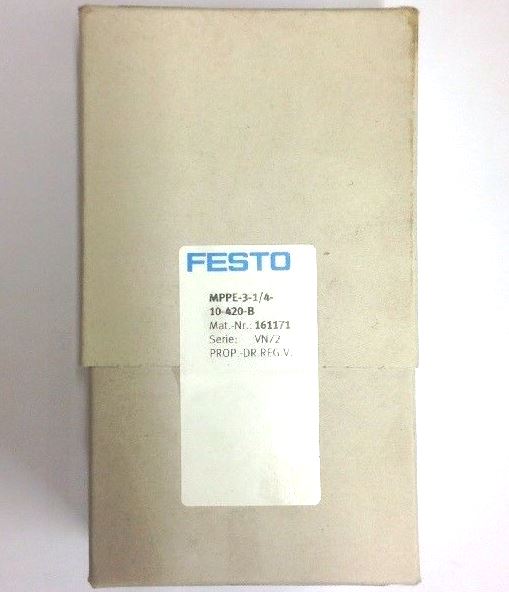 FESTO
MPPE-3-1/4-
10-420-B
Mat.-Nr.: 161171
Serie: VN72
PROP.-DR.REG.V.